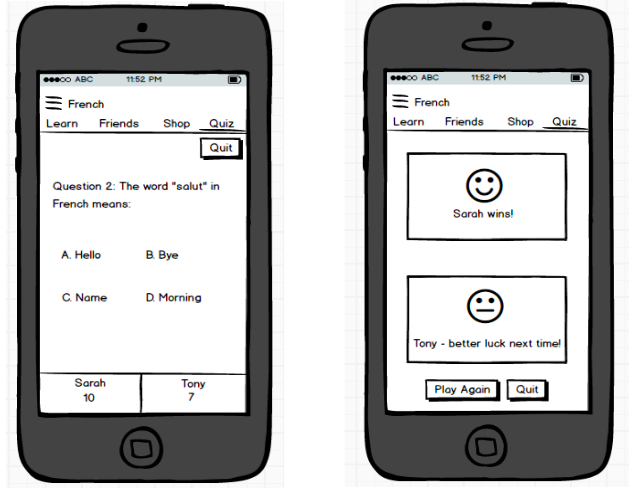 ABC 11:52 PM
French
Learn Friends Shop Quiz
Quit
Question 2: The word "salut" in
French means:
A. Hello B. Bye
C. Name D. Morning
Sarah Tony
10 7
ABC 11:52 PM
French
Learn Friends Shop Quiz
Sarah wins!
Tony - better luck next time!
Play Again Quit